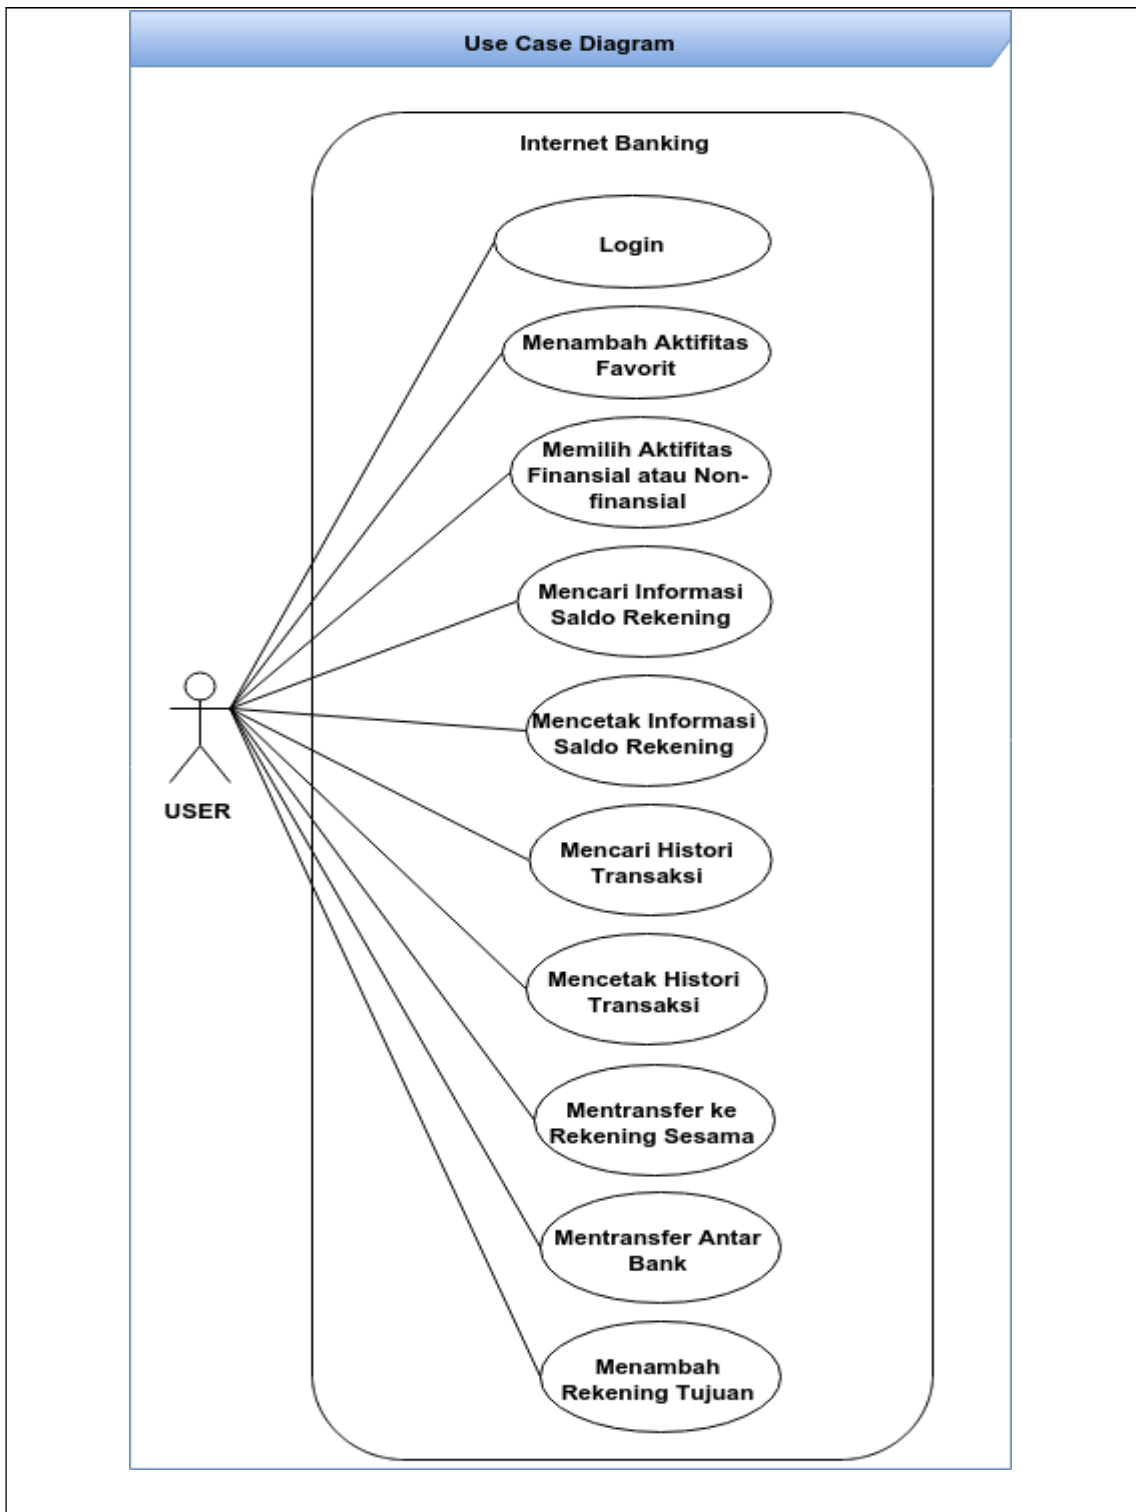 Use Case Diagram
Internet Banking
Login
Menambah Aktifitas
Favorit
Memilih Aktifitas
Finansial atau Non-
finansial
Mencari Informasi
Saldo Rekening
Mencetak Informasi
Saldo Rekening
USER
Mencari Histori
Transaksi
Mencetak Histori
Transaksi
Mentransfer ke
Rekening Sesama
Mentransfer Antar
Bank
Menambah
Rekening Tujuan